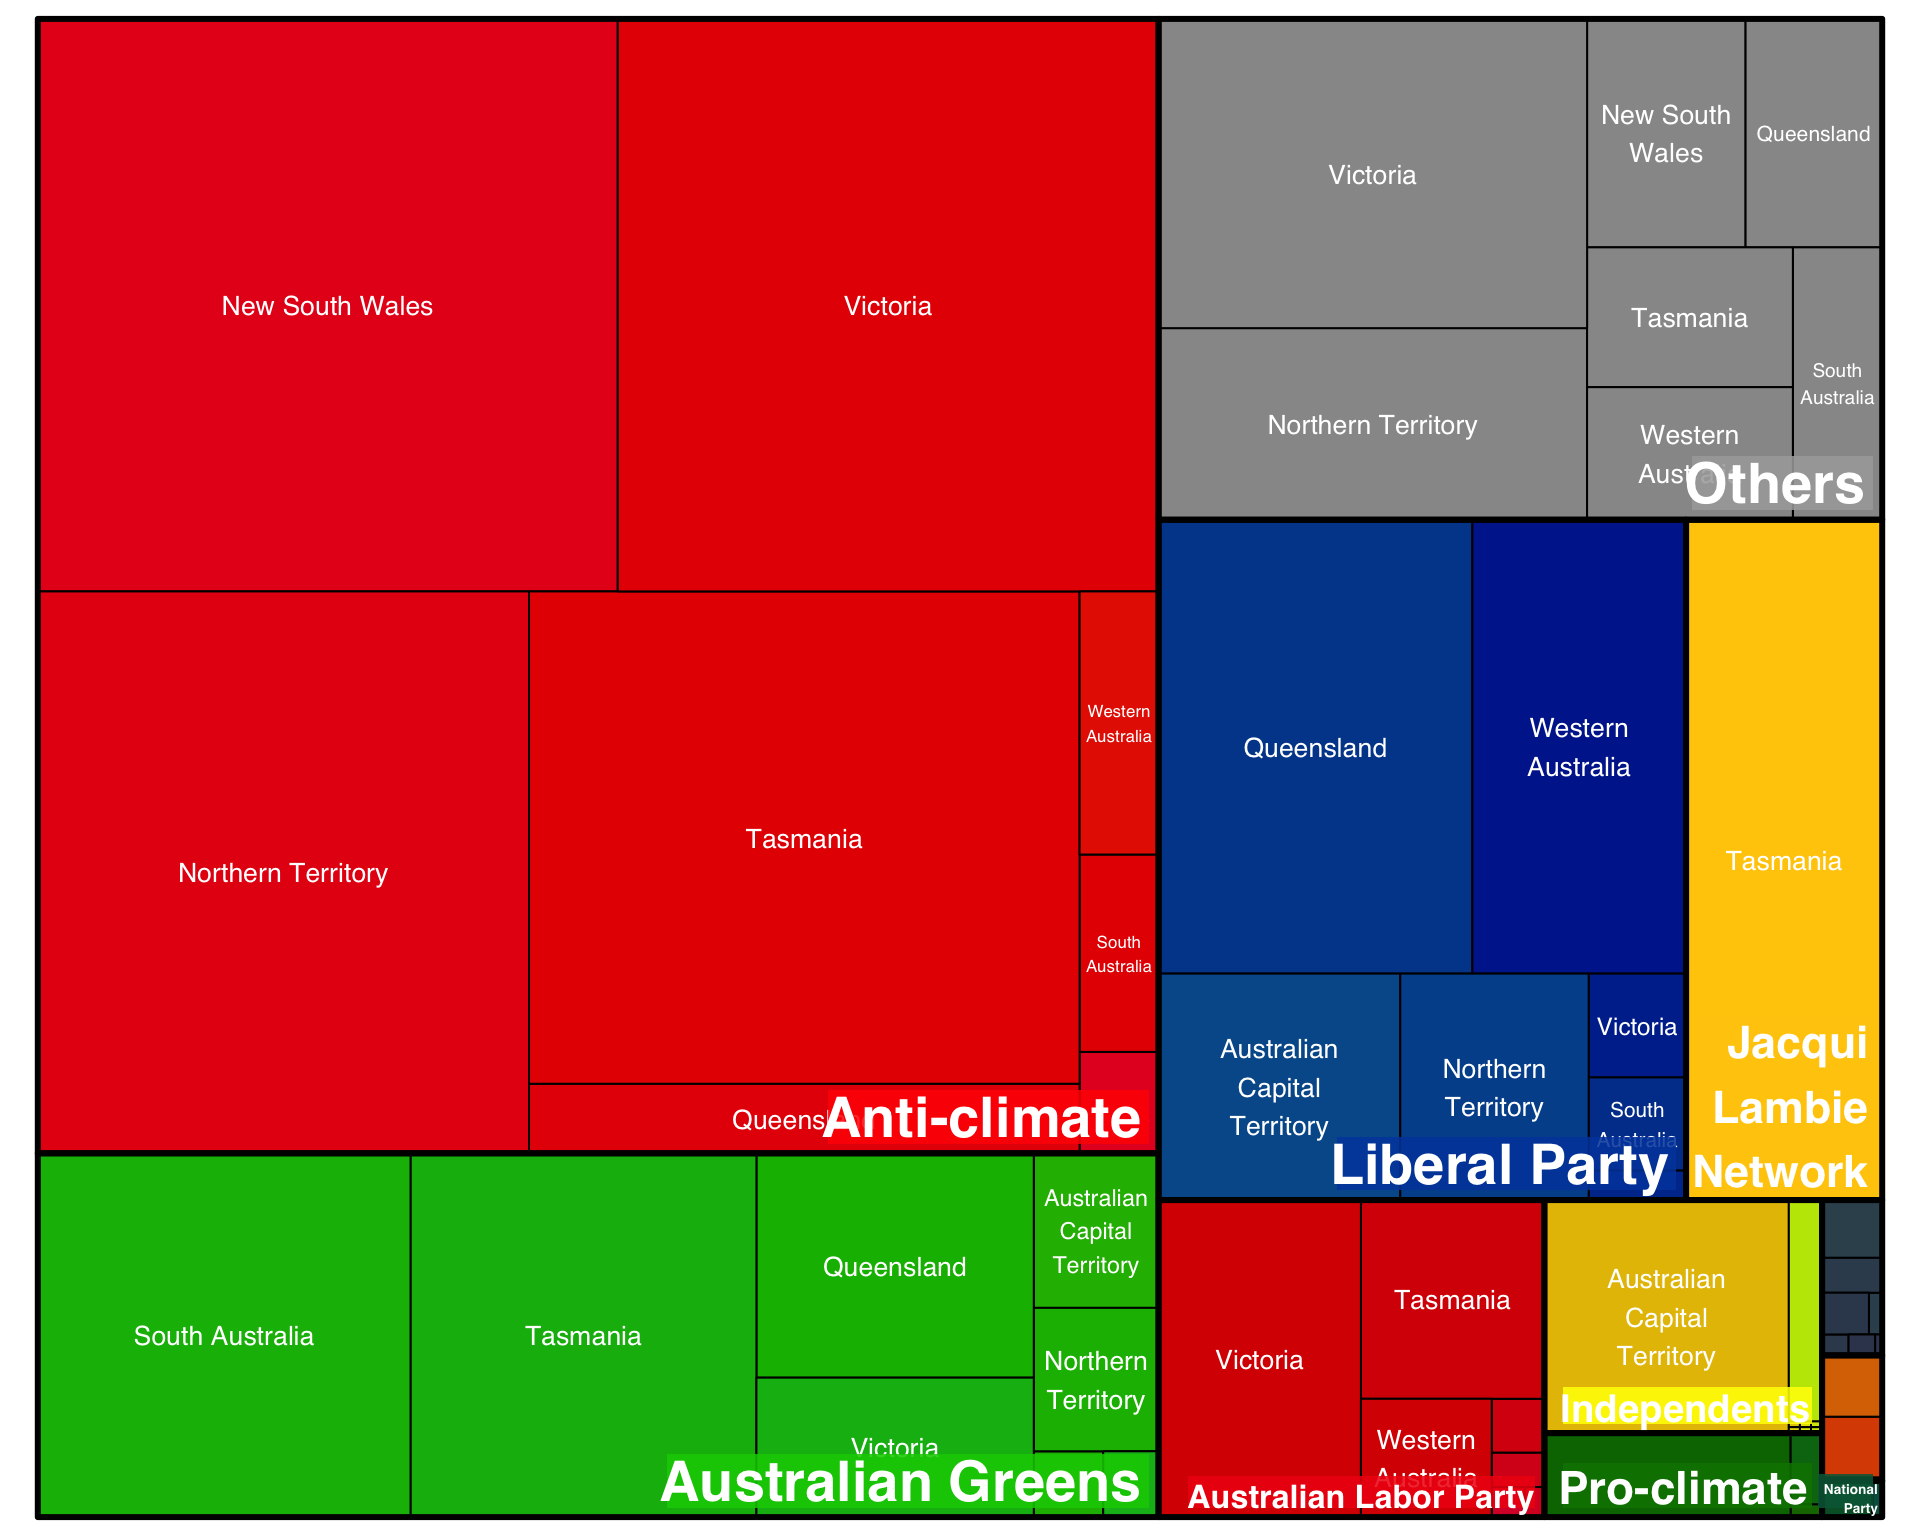 New South Wales
Victoria
Northern Territory
Tasmania
Western
Australia
South
Australia
Queensland
Anti-climate
South Australia
Tasmania
Queensland
Victoria
Australian
Capital
Territory
Northern
Territory
Australian Greens
Victoria
Northern Territory
New South
Wales
Queensland
Tasmania
Western
Australia
South
Australia
Others
Queensland
Western
Australia
Australian
Capital
Territory
Northern
Territory
Victoria
South
Australia
Liberal Party
Tasmania
Jacqui
Lambie
Network
Victoria
Tasmania
Western
Australia
Australian Labor Party
Australian
Capital
Territory
Independents
Pro-climate
National
Party